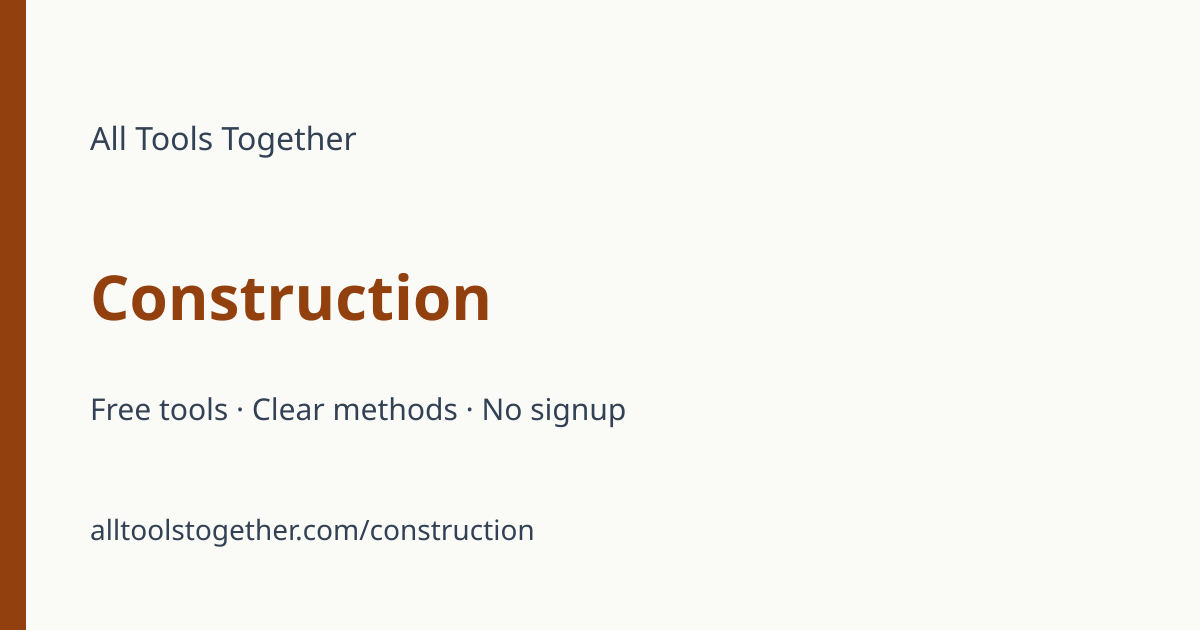 All Tools Together
Construction
Free tools · Clear methods · No signup
alltoolstogether.com/construction